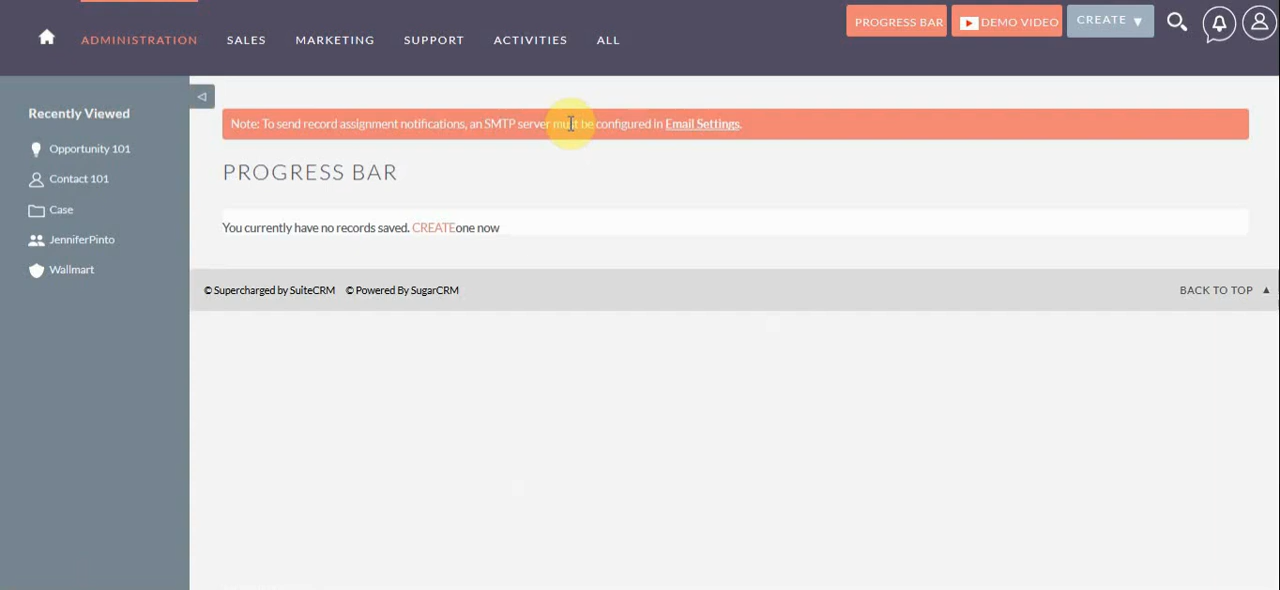 ADMINISTRATION SALES MARKETING SUPPORT ACTIVITIES ALL PROGRESS BAR DEMO VIDEO CREATE
Recently Viewed
Opportunity 101
Contact 101
Case
JenniferPinto
Wallmart
Note: To send record assignment notifications, an SMTP server must be configured in Email Settings.
PROGRESS BAR
You currently have no records saved. CREATEone now
© Supercharged by SuiteCRM © Powered By SugarCRM
BACK TO TOP